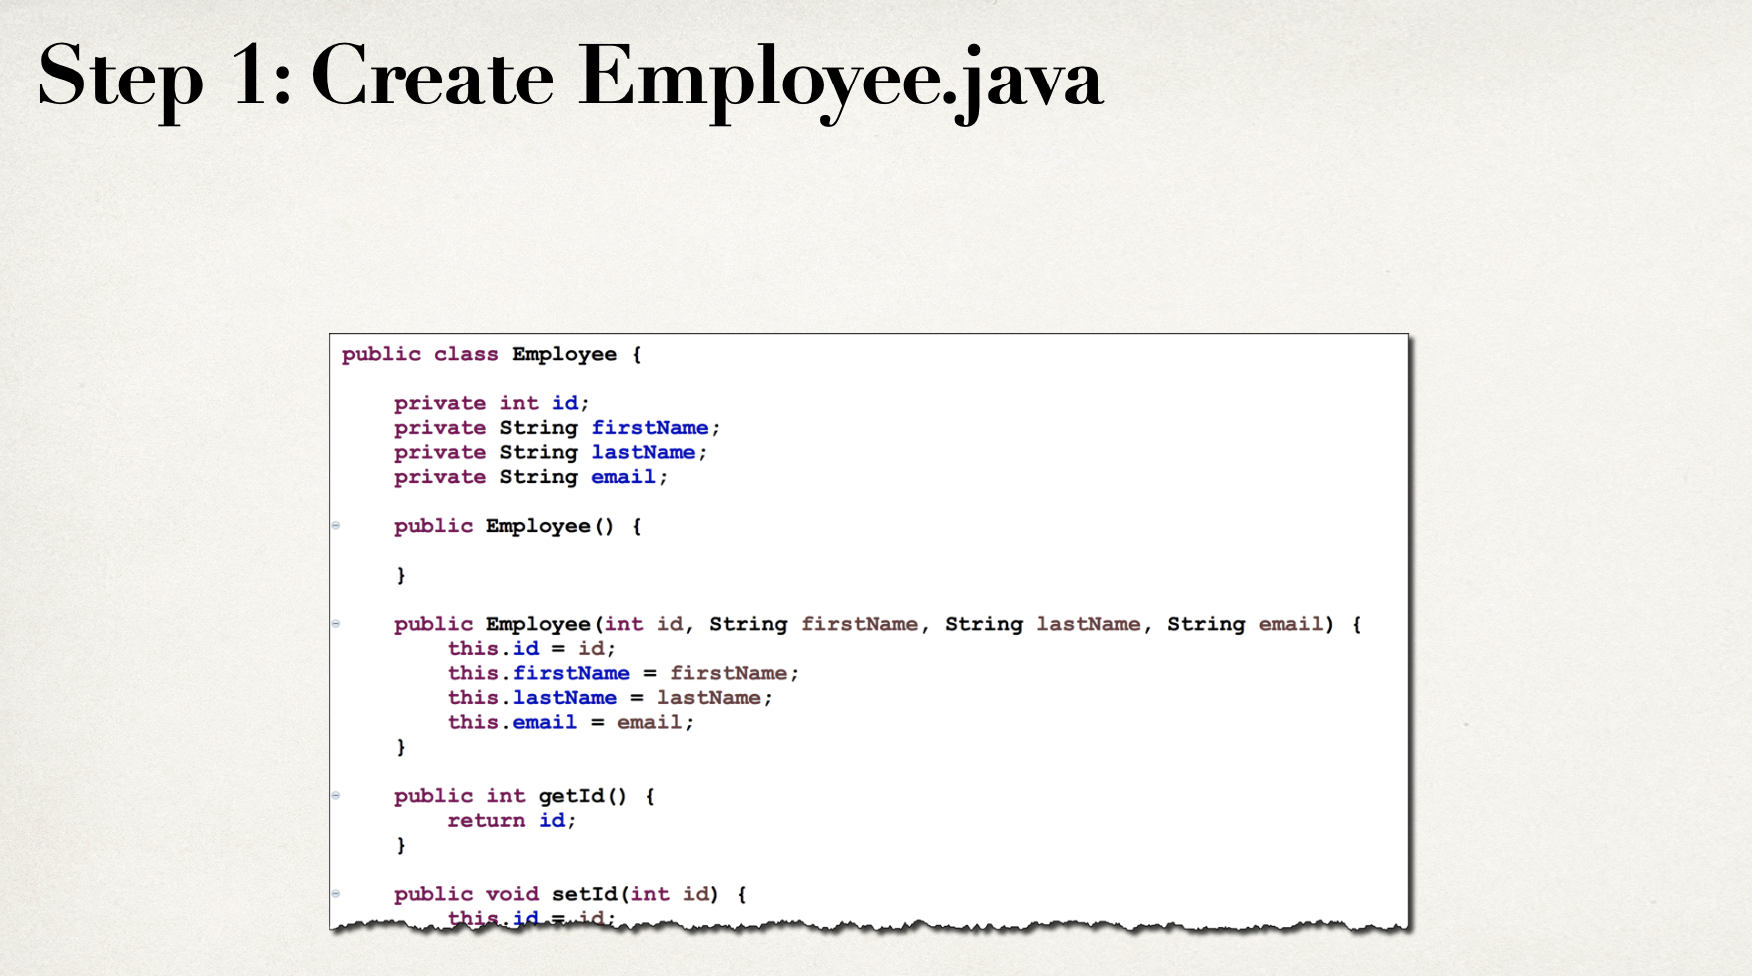 Step 1: Create Employee.java
public class Employee {
private int id;
private String firstName;
private String lastName;
private String email;
public Employee() {
}
public Employee(int id, String firstName, String lastName, String email) {
this.id = id;
this.firstName = firstName;
this.lastName = lastName;
this.email = email;
}
public int getId() {
return id;
}
public void setId(int id) {
this.id = id;